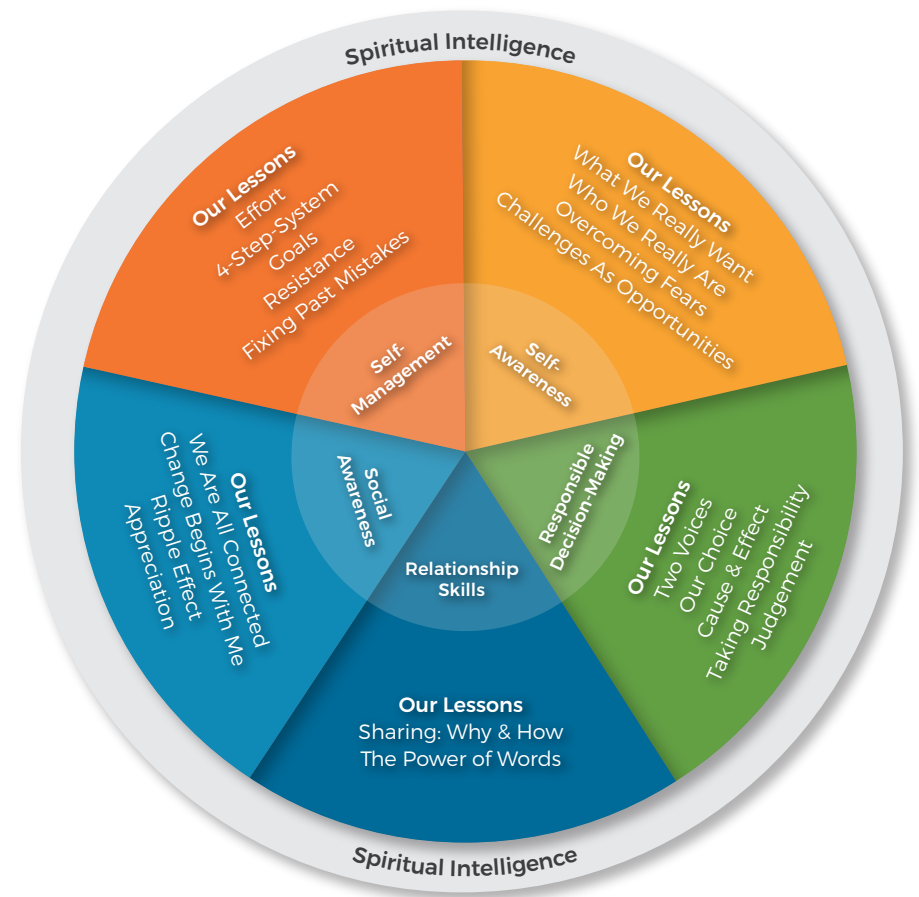 Spiritual Intelligence
Our Lessons
Effort
4-Step-System
Goals
Resistance
Fixing Past Mistakes
Self-
Management
Our Lessons
What We Really Want
Who We Really Are
Overcoming Fears
Challenges As Opportunities
Self-
Awareness
Our Lessons
We Are All Connected
Change Begins With Me
Ripple Effect
Appreciation
Social
Awareness
Responsible
Decision-Making
Our Lessons
Two Voices
Our Choice
Cause & Effect
Taking Responsibility
Judgement
Relationship
Skills
Our Lessons
Sharing: Why & How
The Power of Words
Spiritual Intelligence